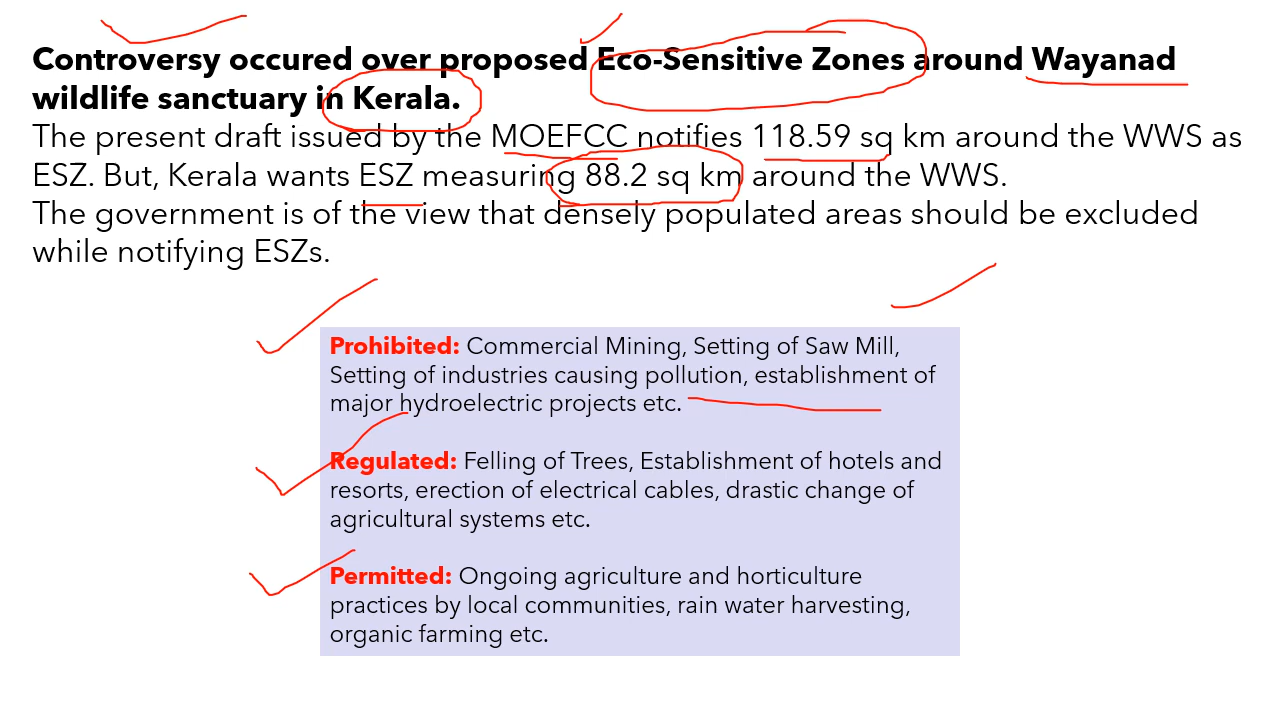 Controversy occured over proposed Eco-Sensitive Zones around Wayanad
wildlife sanctuary in Kerala.
The present draft issued by the MOEFCC notifies 118.59 sq km around the WWS as
ESZ. But, Kerala wants ESZ measuring 88.2 sq km around the WWS.
The government is of the view that densely populated areas should be excluded
while notifying ESZs.
Prohibited: Commercial Mining, Setting of Saw Mill,
Setting of industries causing pollution, establishment of
major hydroelectric projects etc.
Regulated: Felling of Trees, Establishment of hotels and
resorts, erection of electrical cables, drastic change of
agricultural systems etc.
Permitted: Ongoing agriculture and horticulture
practices by local communities, rain water harvesting,
organic farming etc.